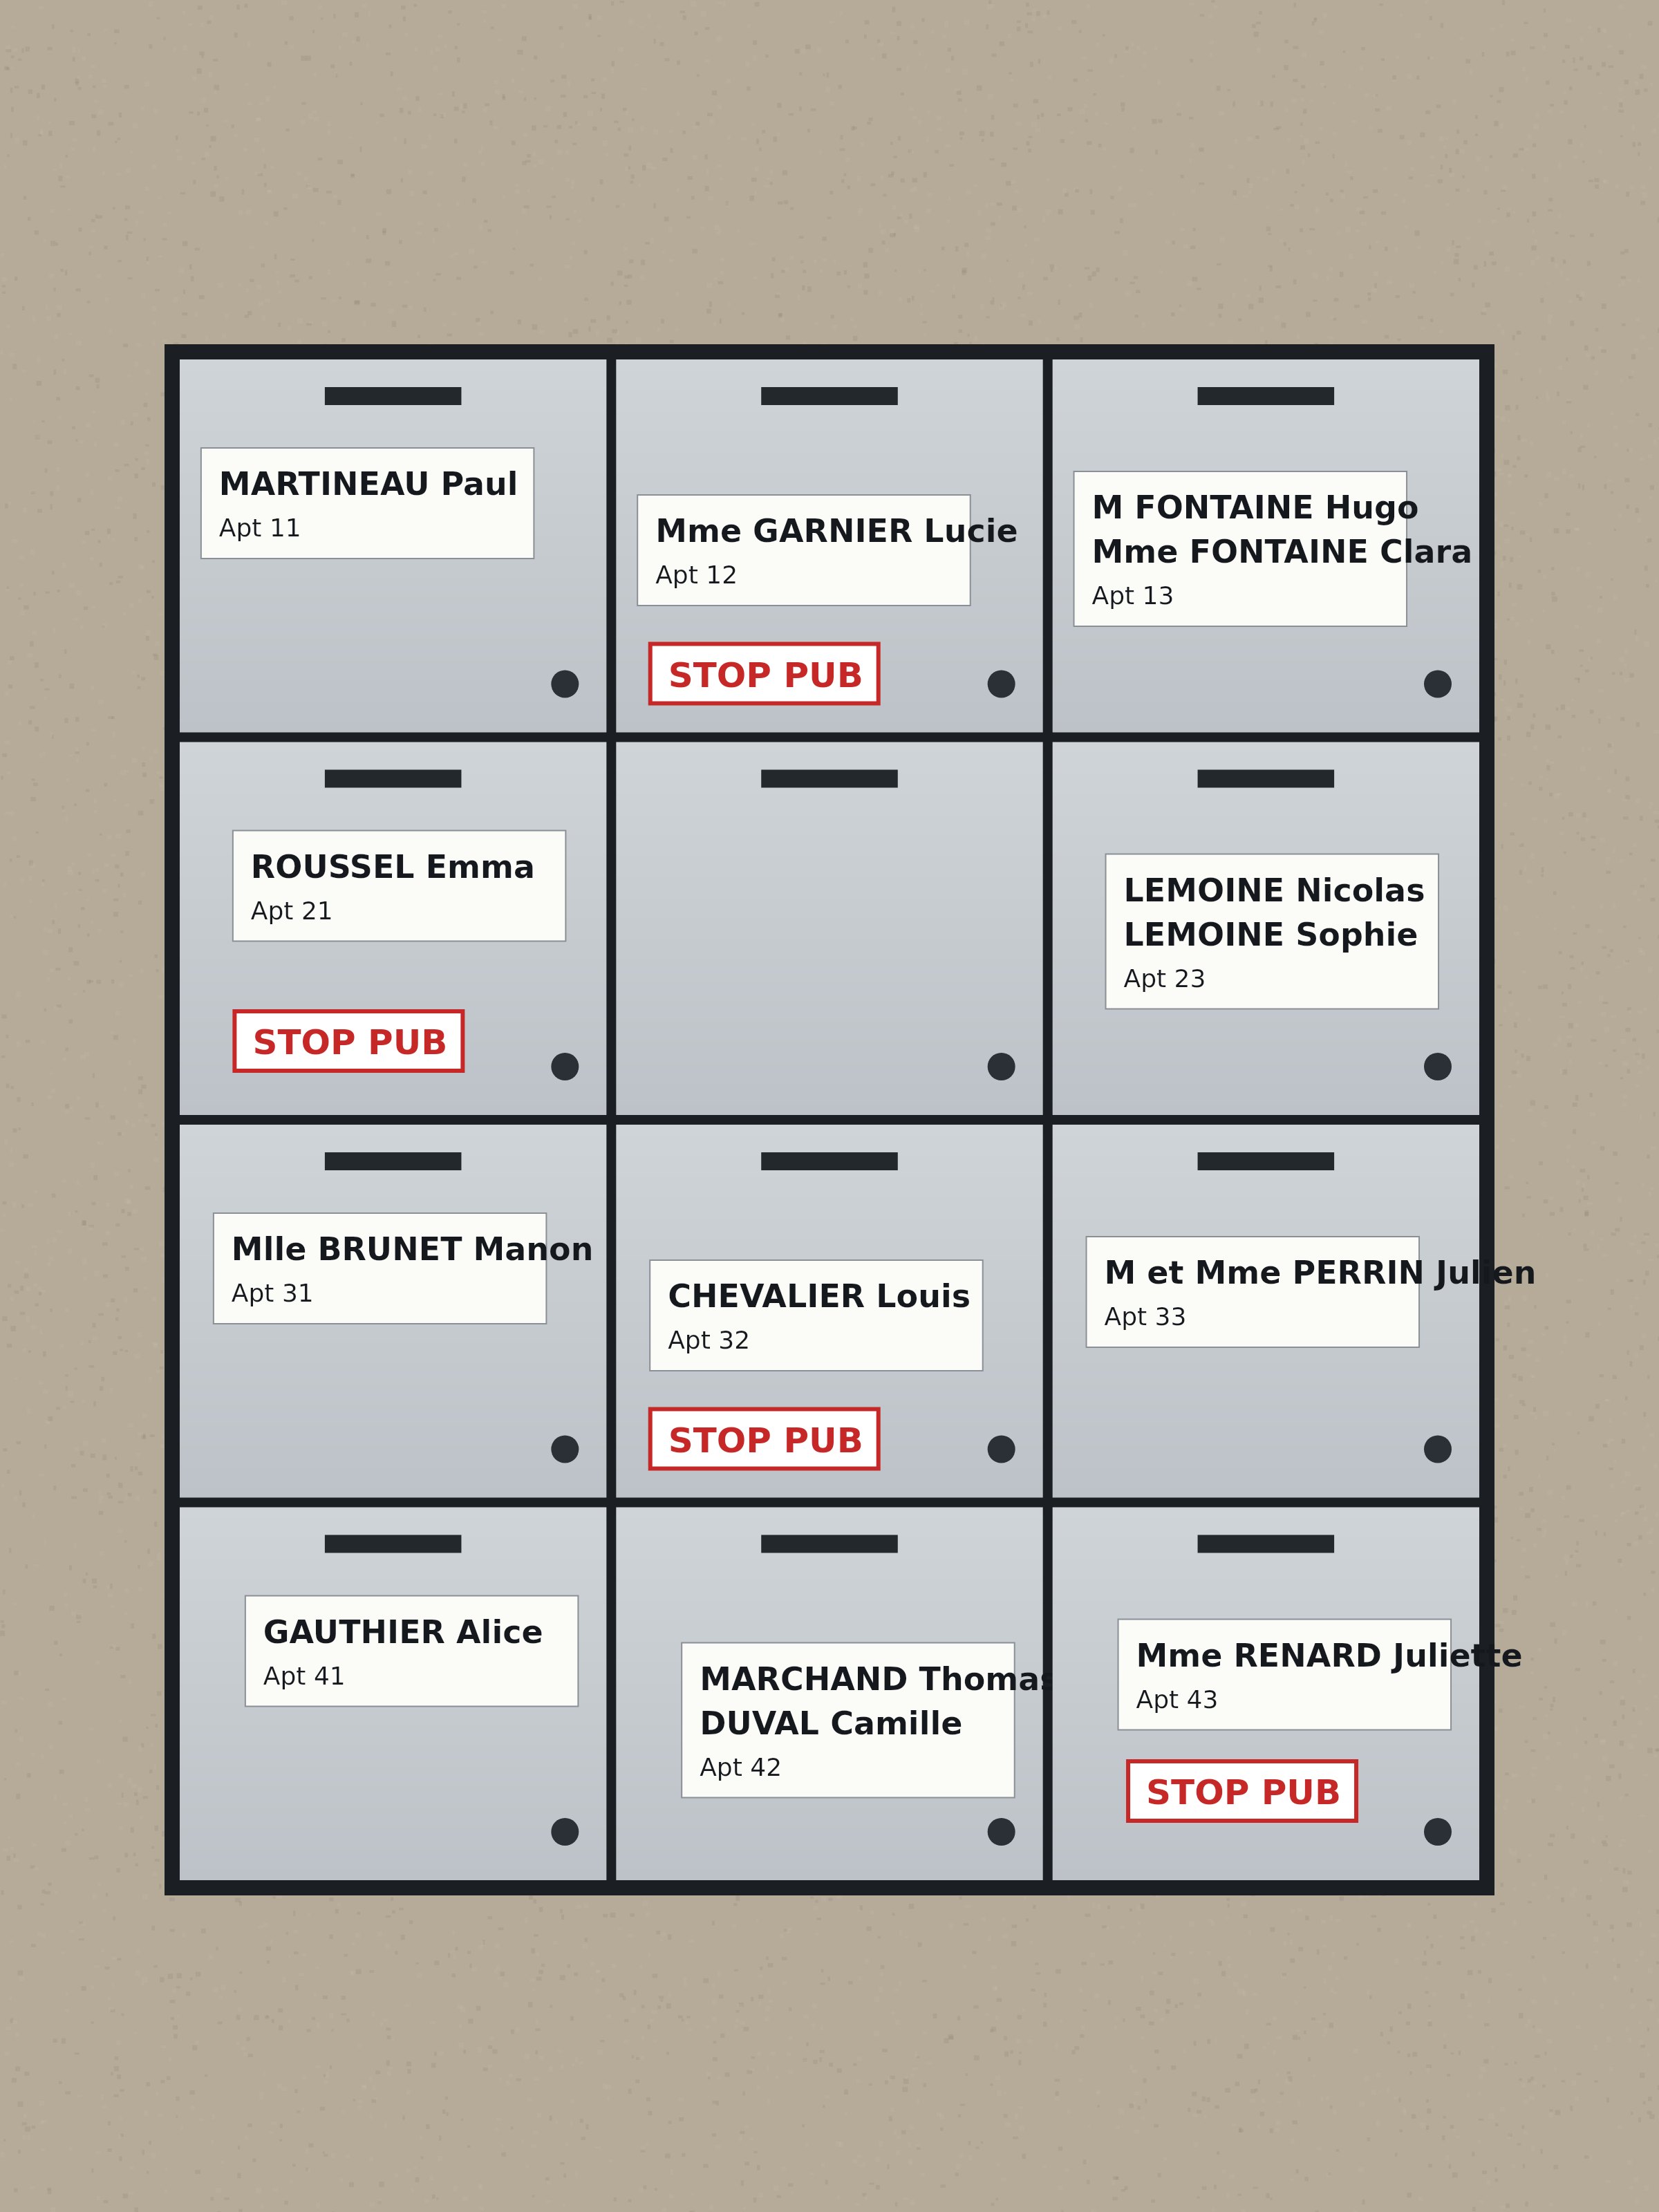 MARTINEAU Paul
Apt 11
Mme GARNIER Lucie
Apt 12
STOP PUB
M FONTAINE Hugo
Mme FONTAINE Clara
Apt 13
ROUSSEL Emma
Apt 21
STOP PUB
LEMOINE Nicolas
LEMOINE Sophie
Apt 23
Mlle BRUNET Manon
Apt 31
CHEVALIER Louis
Apt 32
STOP PUB
M et Mme PERRIN Julien
Apt 33
GAUTHIER Alice
Apt 41
MARCHAND Thomas
DUVAL Camille
Apt 42
Mme RENARD Juliette
Apt 43
STOP PUB